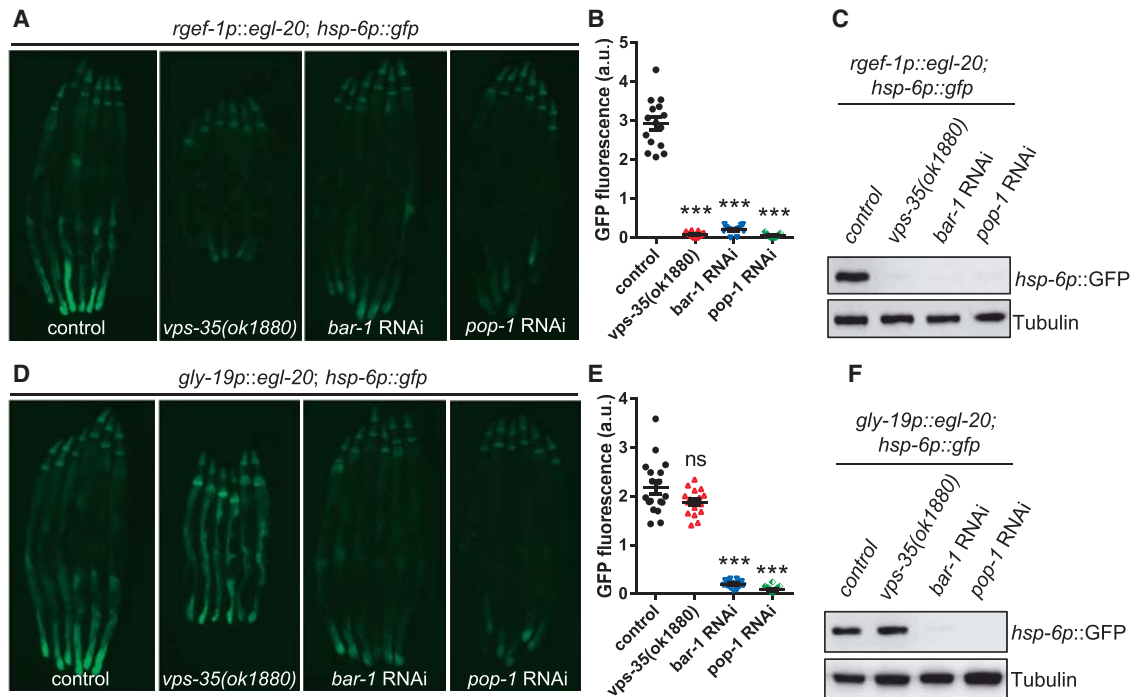 A
rgef-1p::egl-20; hsp-6p::gfp
control
vps-35(ok1880)
bar-1 RNAi
pop-1 RNAi
B
GFP fluorescence (a.u.)
5
4
3
2
1
0
***
***
***
control
vps-35(ok1880)
bar-1 RNAi
pop-1 RNAi
C
rgef-1p::egl-20;
hsp-6p::gfp
control
vps-35(ok1880)
bar-1 RNAi
pop-1 RNAi
hsp-6p::GFP
Tubulin
D
gly-19p::egl-20; hsp-6p::gfp
control
vps-35(ok1880)
bar-1 RNAi
pop-1 RNAi
E
GFP fluorescence (a.u.)
4
3
2
1
0
ns
***
***
control
vps-35(ok1880)
bar-1 RNAi
pop-1 RNAi
F
gly-19p::egl-20;
hsp-6p::gfp
control
vps-35(ok1880)
bar-1 RNAi
pop-1 RNAi
hsp-6p::GFP
Tubulin